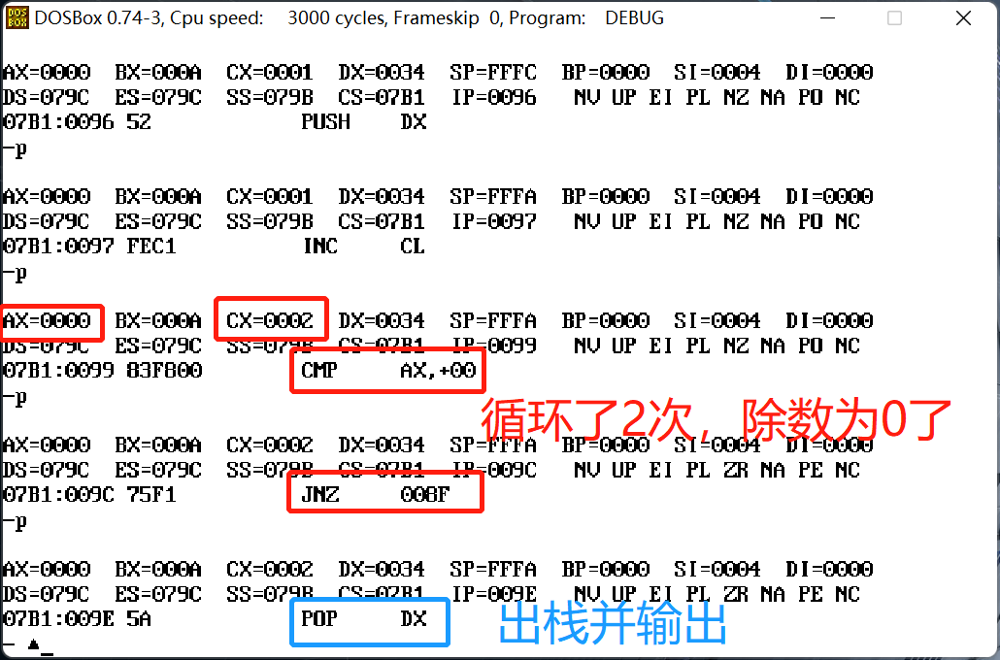 DOSBox 0.74-3, Cpu speed: 3000 cycles, Frameskip 0, Program: DEBUG
AX=0000 BX=000A CX=0001 DX=0034 SP=FFFC BP=0000 SI=0004 DI=0000
DS=079C ES=079C SS=079B CS=07B1 IP=0096 NV UP EI PL NZ NA PO NC
07B1:0096 52 PUSH DX
-p
AX=0000 BX=000A CX=0001 DX=0034 SP=FFFA BP=0000 SI=0004 DI=0000
DS=079C ES=079C SS=079B CS=07B1 IP=0097 NV UP EI PL NZ NA PO NC
07B1:0097 FEC1 INC CL
-p
AX=0000 BX=000A CX=0002 DX=0034 SP=FFFA BP=0000 SI=0004 DI=0000
DS=079C ES=079C SS=079B CS=07B1 IP=0099 NV UP EI PL NZ NA PO NC
07B1:0099 83F800 CMP AX,+00
-p
循环了2次，除数为0了
AX=0000 BX=000A CX=0002 DX=0034 SP=FFFA BP=0000 SI=0004 DI=0000
DS=079C ES=079C SS=079B CS=07B1 IP=009C NV UP EI PL ZR NA PE NC
07B1:009C 75F1 JNZ 008F
-p
AX=0000 BX=000A CX=0002 DX=0034 SP=FFFA BP=0000 SI=0004 DI=0000
DS=079C ES=079C SS=079B CS=07B1 IP=009E NV UP EI PL ZR NA PE NC
07B1:009E 5A POP DX
出栈并输出
-